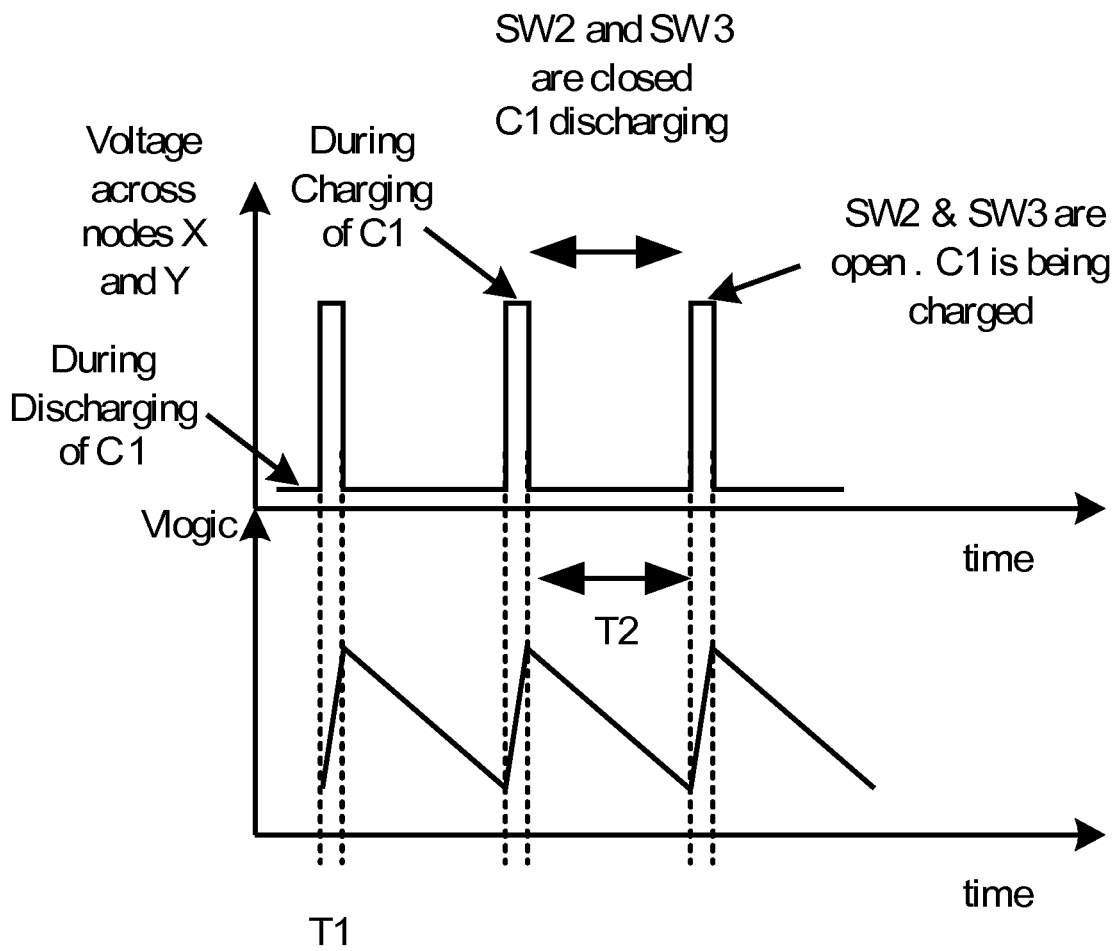 SW2 and SW3
are closed
C1 discharging
Voltage
across
nodes X
and Y
During
Charging
of C1
SW2 & SW3 are
open . C1 is being
charged
During
Discharging
of C1
Vlogic
time
T2
time
T1